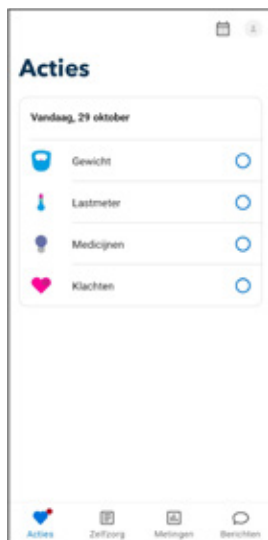 Acties
Vandaag, 29 oktober
Gewicht
Lastmeter
Medicijnen
Klachten
Acties
Zelfzorg
Metingen
Berichten